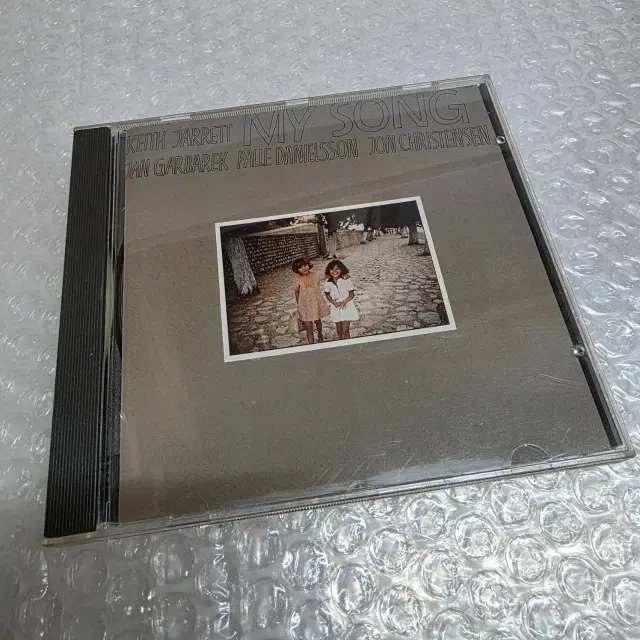 KEITH JARRETT MY SONG
JAN GARBAREK PALLE DANIELSSON JON CHRISTENSEN